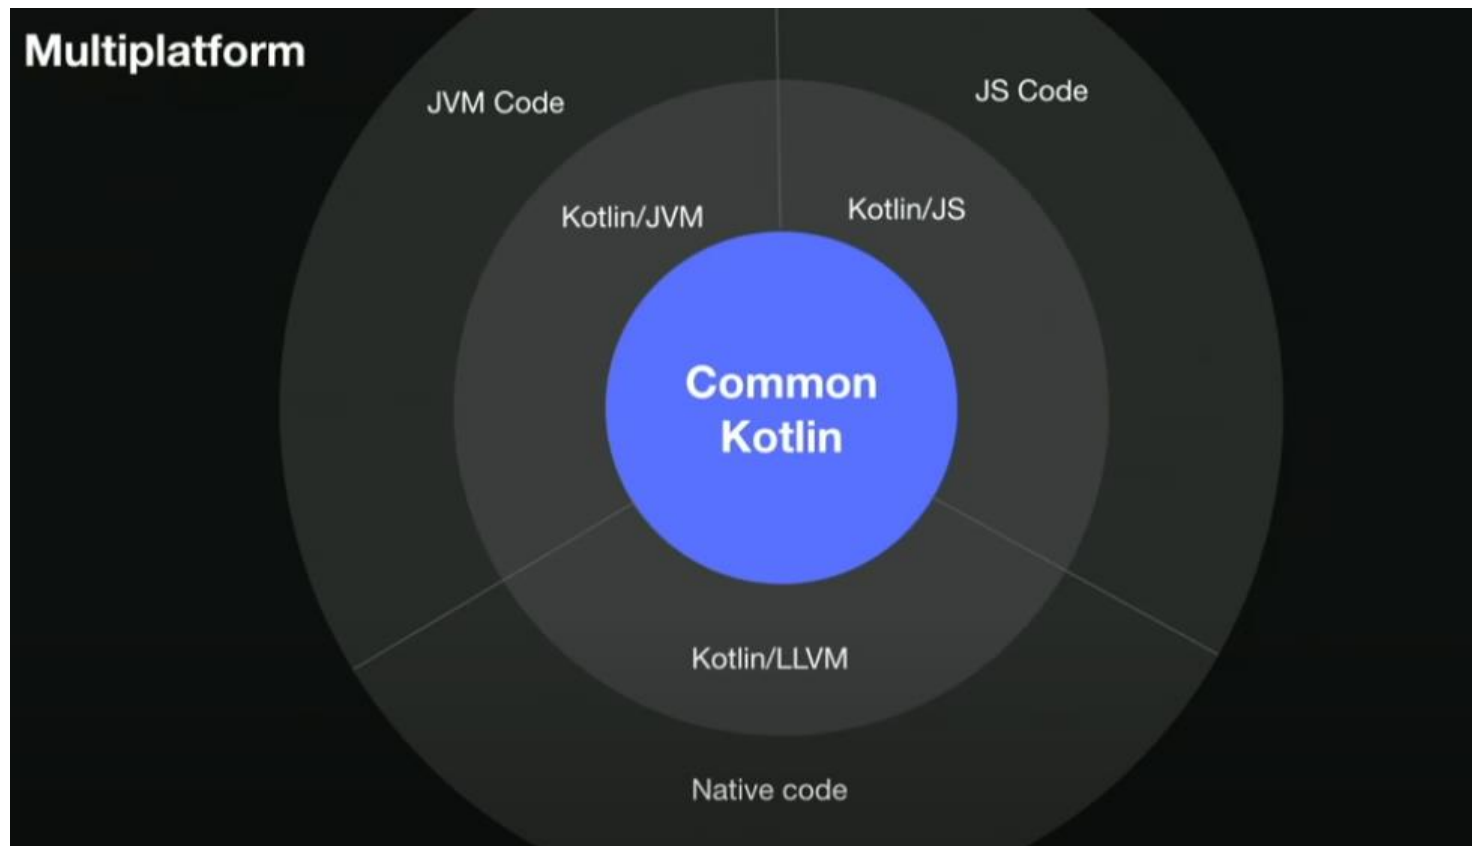 Multiplatform
JVM Code
JS Code
Kotlin/JVM
Kotlin/JS
Common
Kotlin
Kotlin/LLVM
Native code